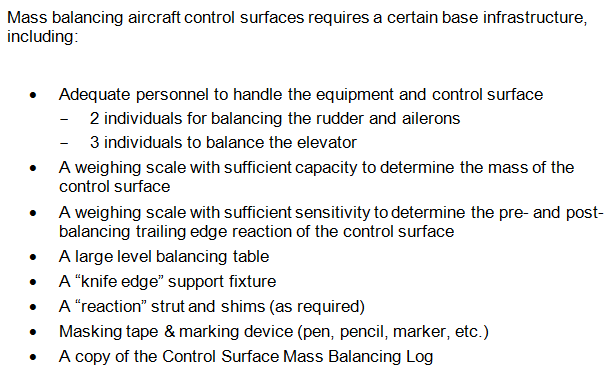 Mass balancing aircraft control surfaces requires a certain base infrastructure,
including:
• Adequate personnel to handle the equipment and control surface
− 2 individuals for balancing the rudder and ailerons
− 3 individuals to balance the elevator
• A weighing scale with sufficient capacity to determine the mass of the
control surface
• A weighing scale with sufficient sensitivity to determine the pre- and post-
balancing trailing edge reaction of the control surface
• A large level balancing table
• A “knife edge” support fixture
• A “reaction” strut and shims (as required)
• Masking tape & marking device (pen, pencil, marker, etc.)
• A copy of the Control Surface Mass Balancing Log